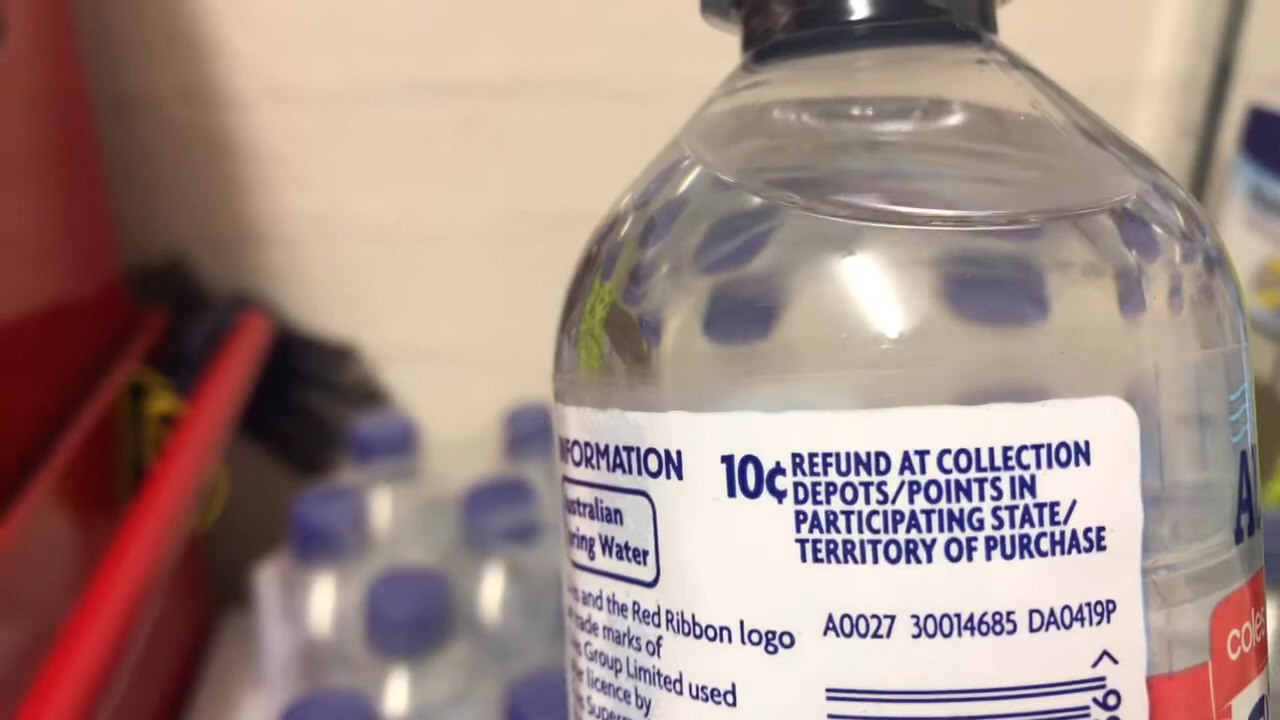 INFORMATION
Australian
Spring Water
and the Red Ribbon logo
trade marks of
Group Limited used
licence by
10¢ REFUND AT COLLECTION
DEPOTS/POINTS IN
PARTICIPATING STATE/
TERRITORY OF PURCHASE
A0027 30014685 DA0419P
coles